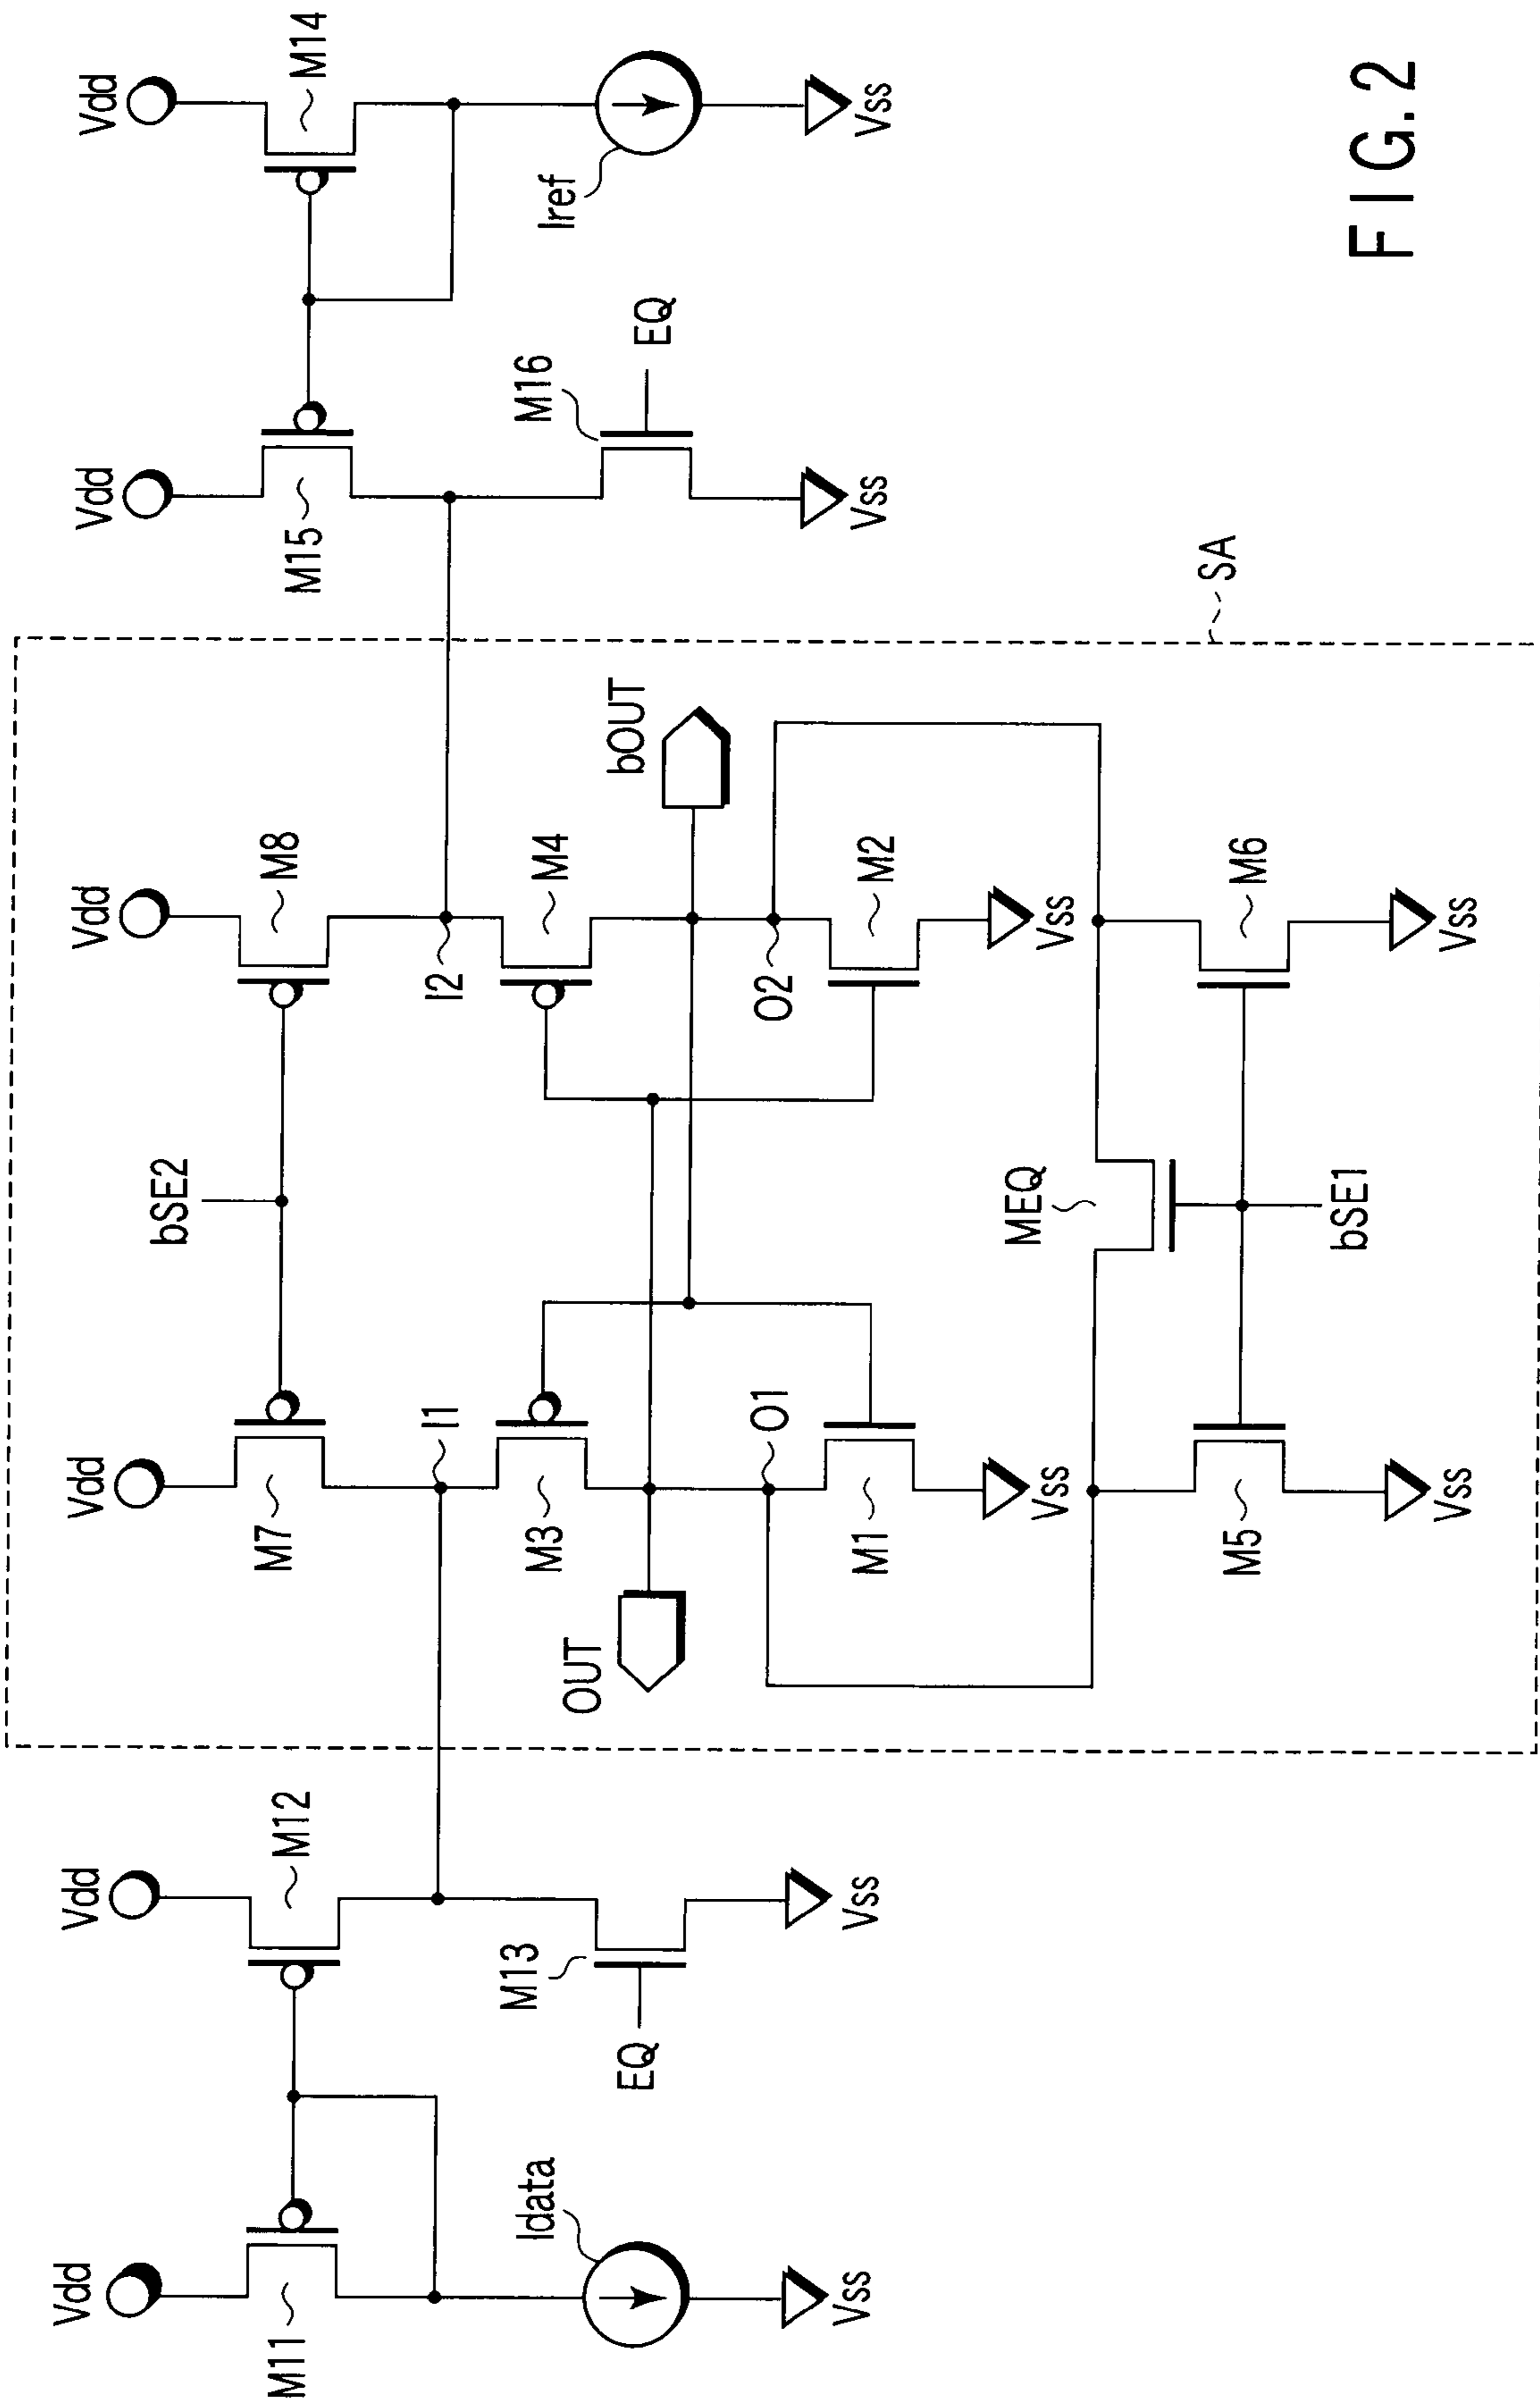 Vdd
Vdd
Vdd
Vdd
Vdd
Vdd
M11
M12
M7
bSE2
M8
M15
M14
I1
I2
Idata
M13
EQ
OUT
M3
M4
bOUT
M16
EQ
Iref
O1
O2
Vss
Vss
M1
M2
Vss
Vss
Vss
Vss
MEQ
M5
bSE1
M6
SA
Vss
Vss
FIG. 2